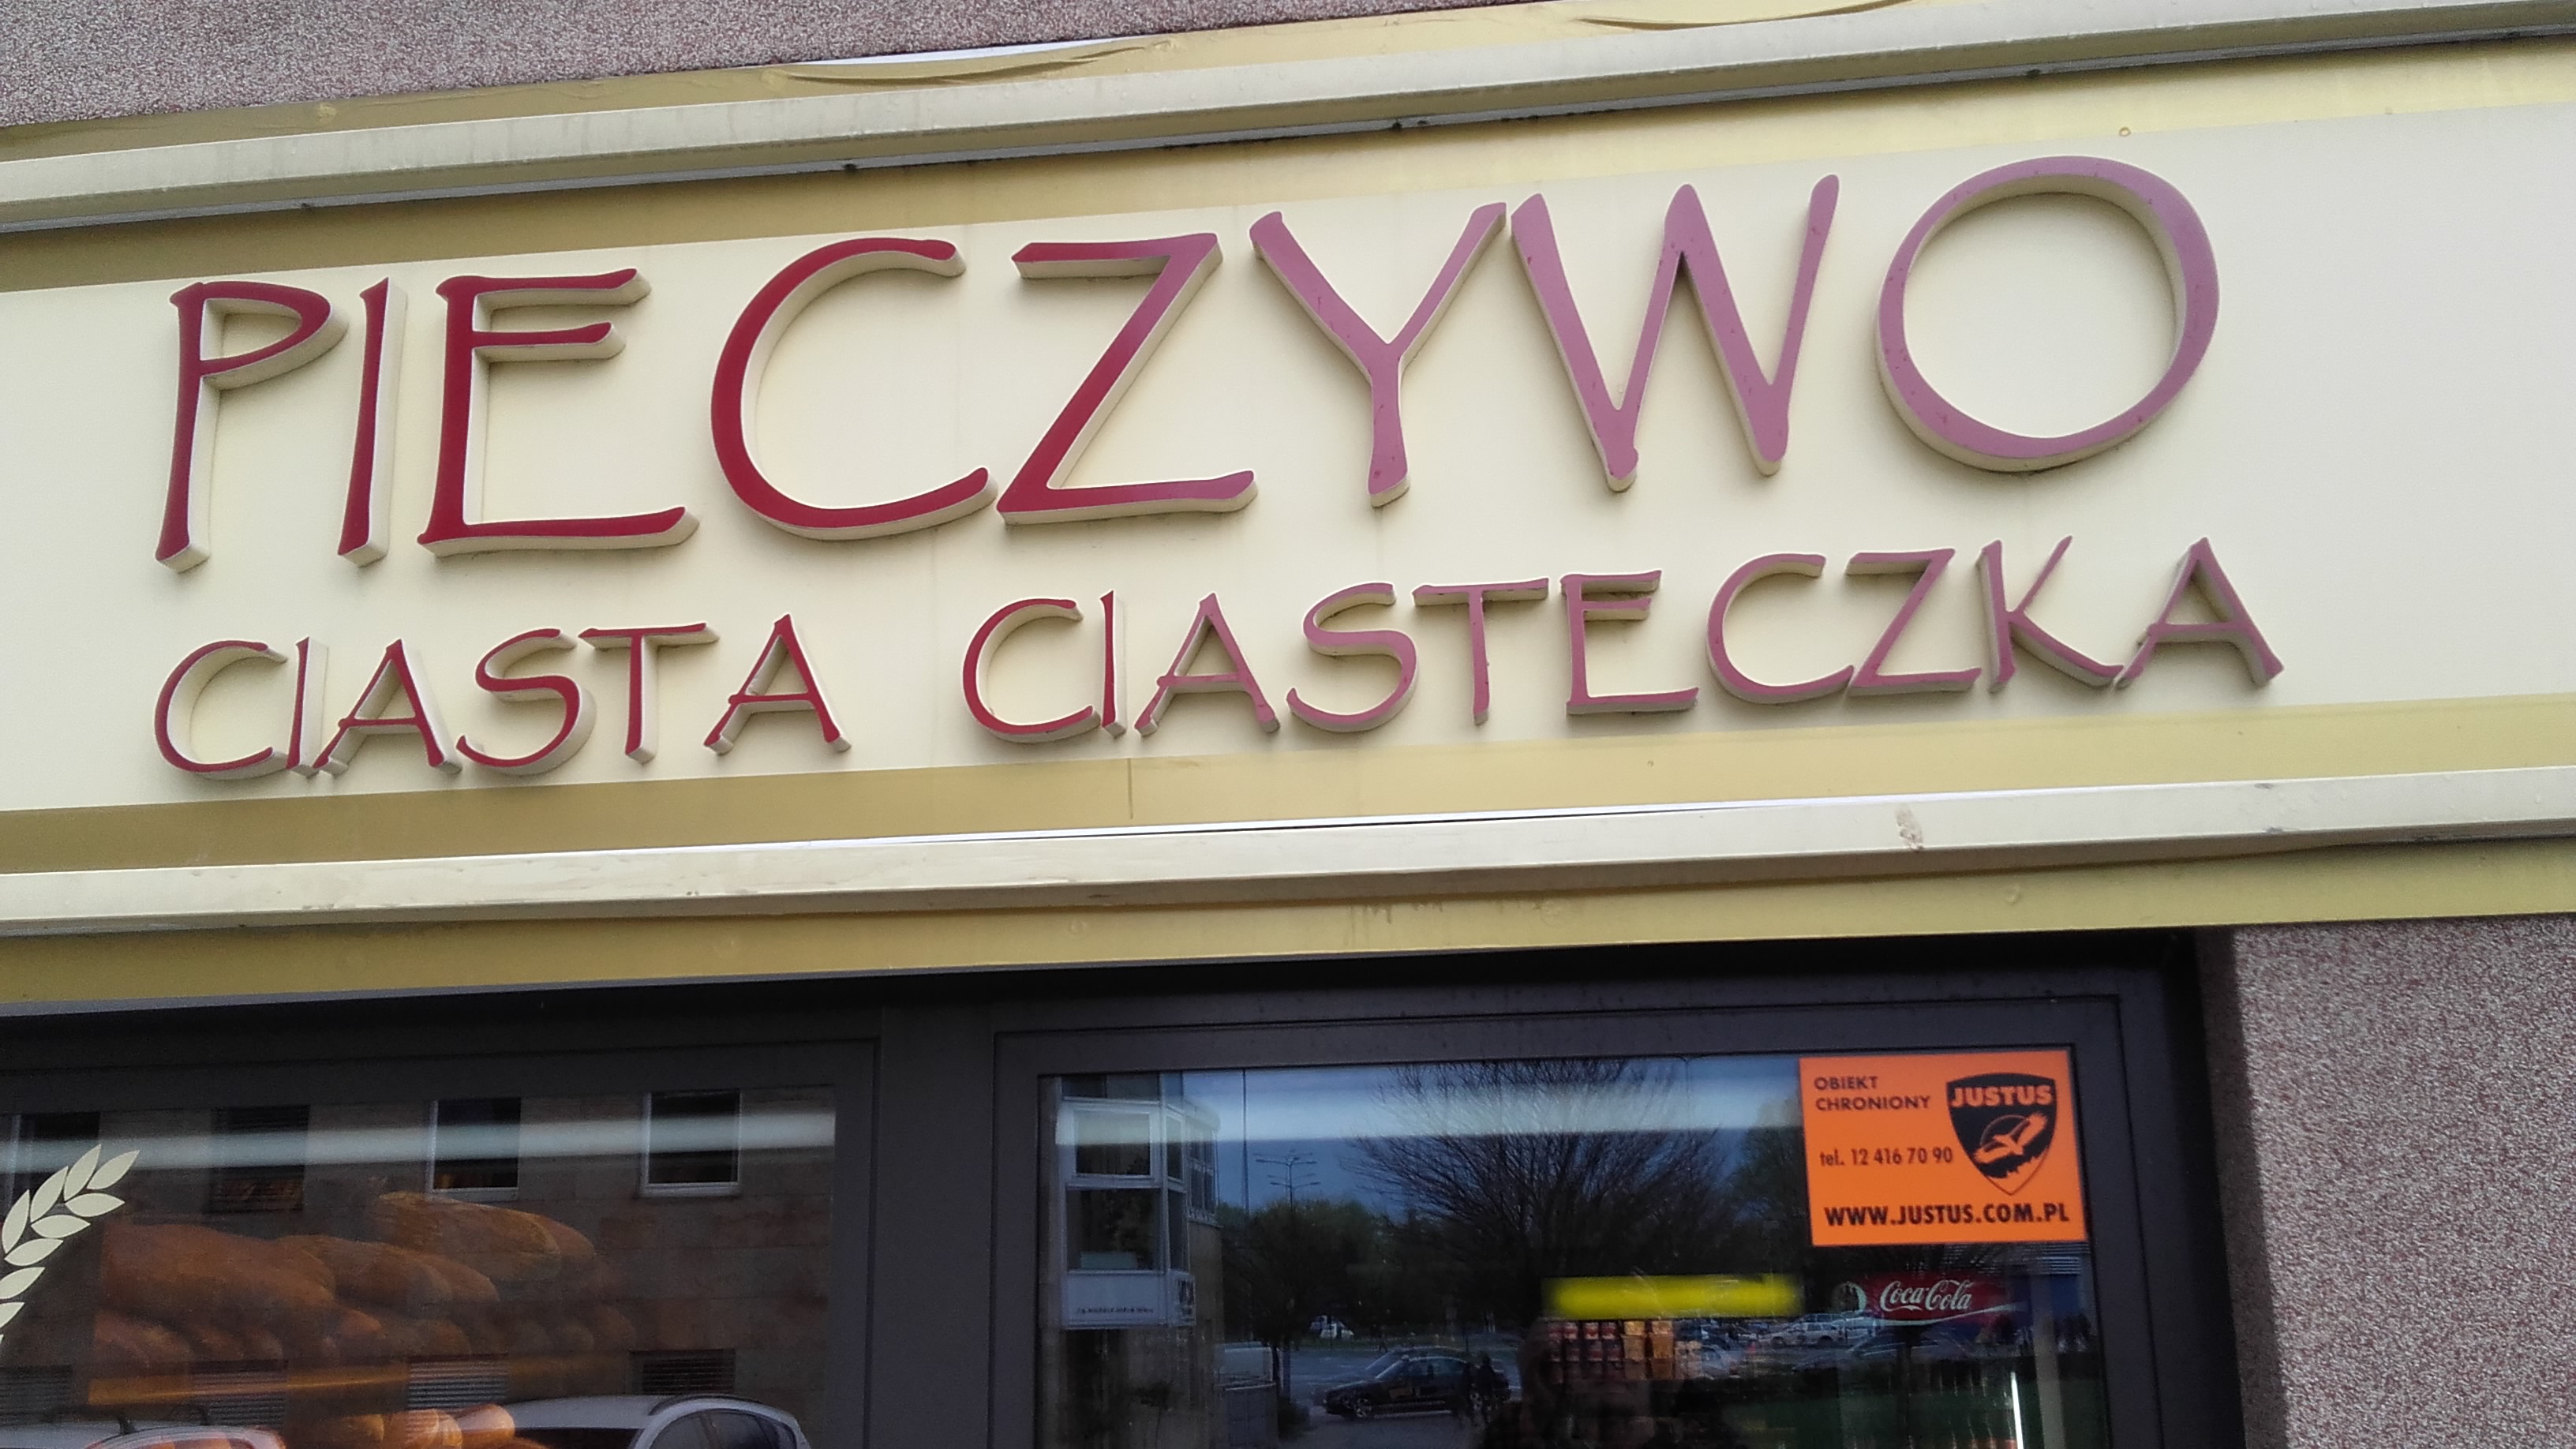 PIECZYWO
CIASTA CIASTECZKA
OBIEKT
CHRONIONY
JUSTUS
tel. 12 416 70 90
WWW.JUSTUS.COM.PL
Coca-Cola